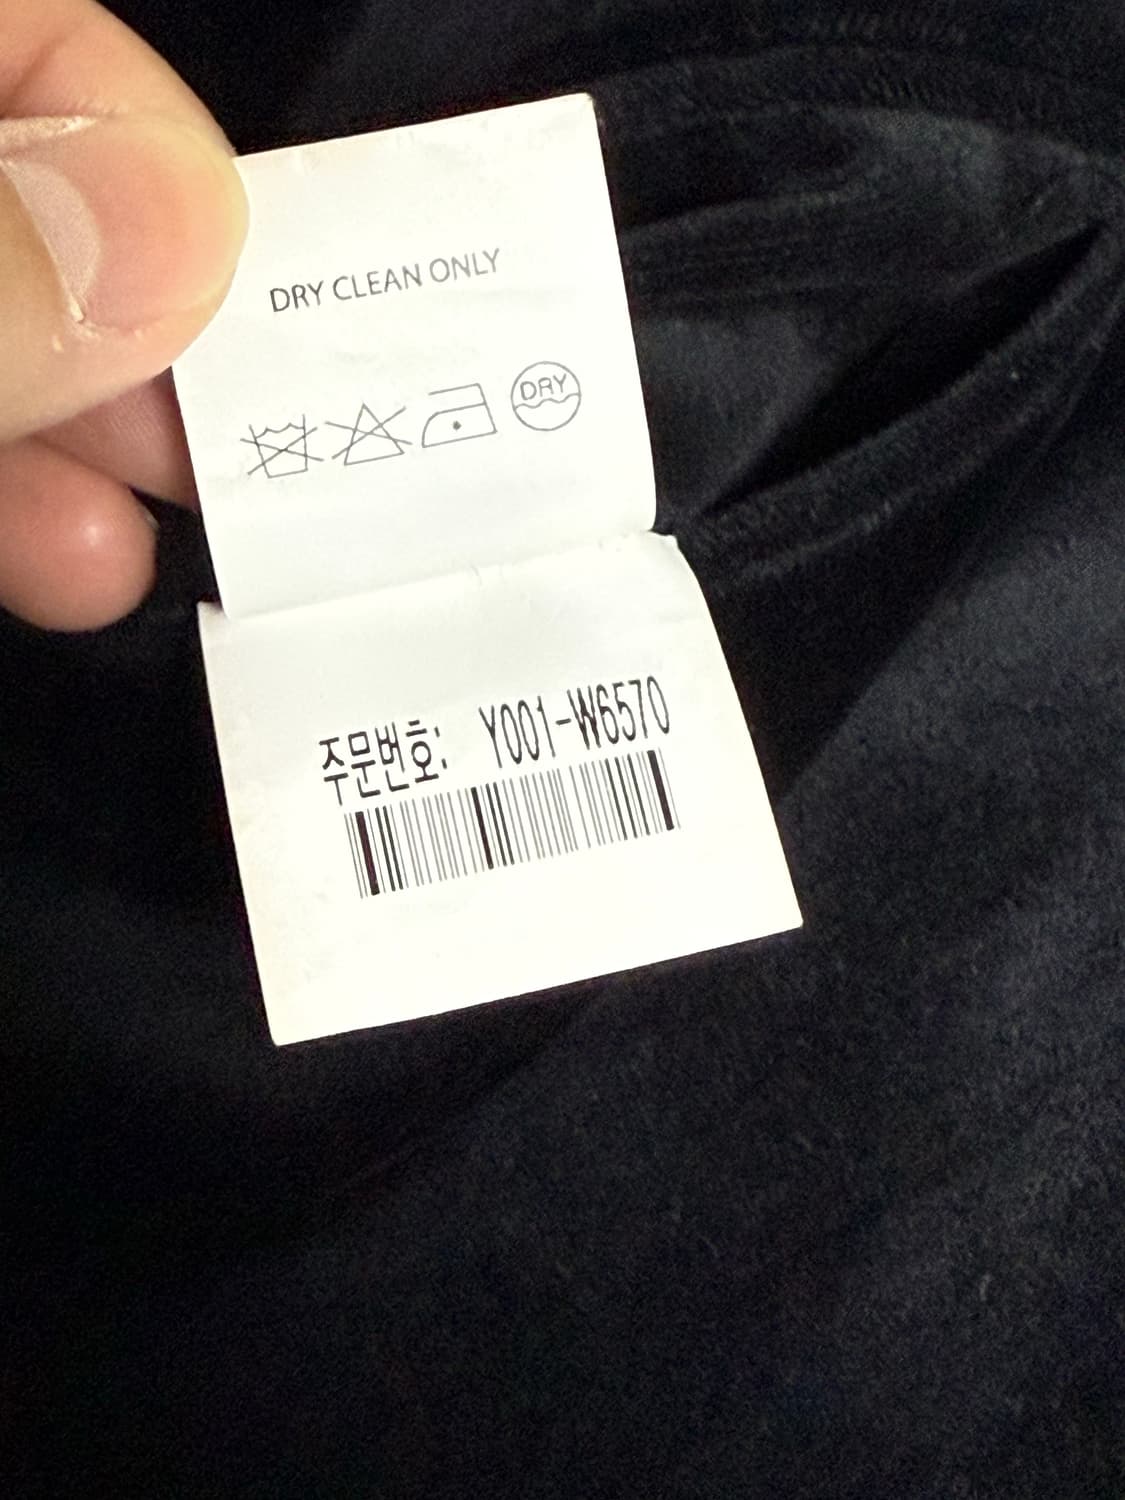 DRY CLEAN ONLY
DRY
주문번호: Y001-W6570